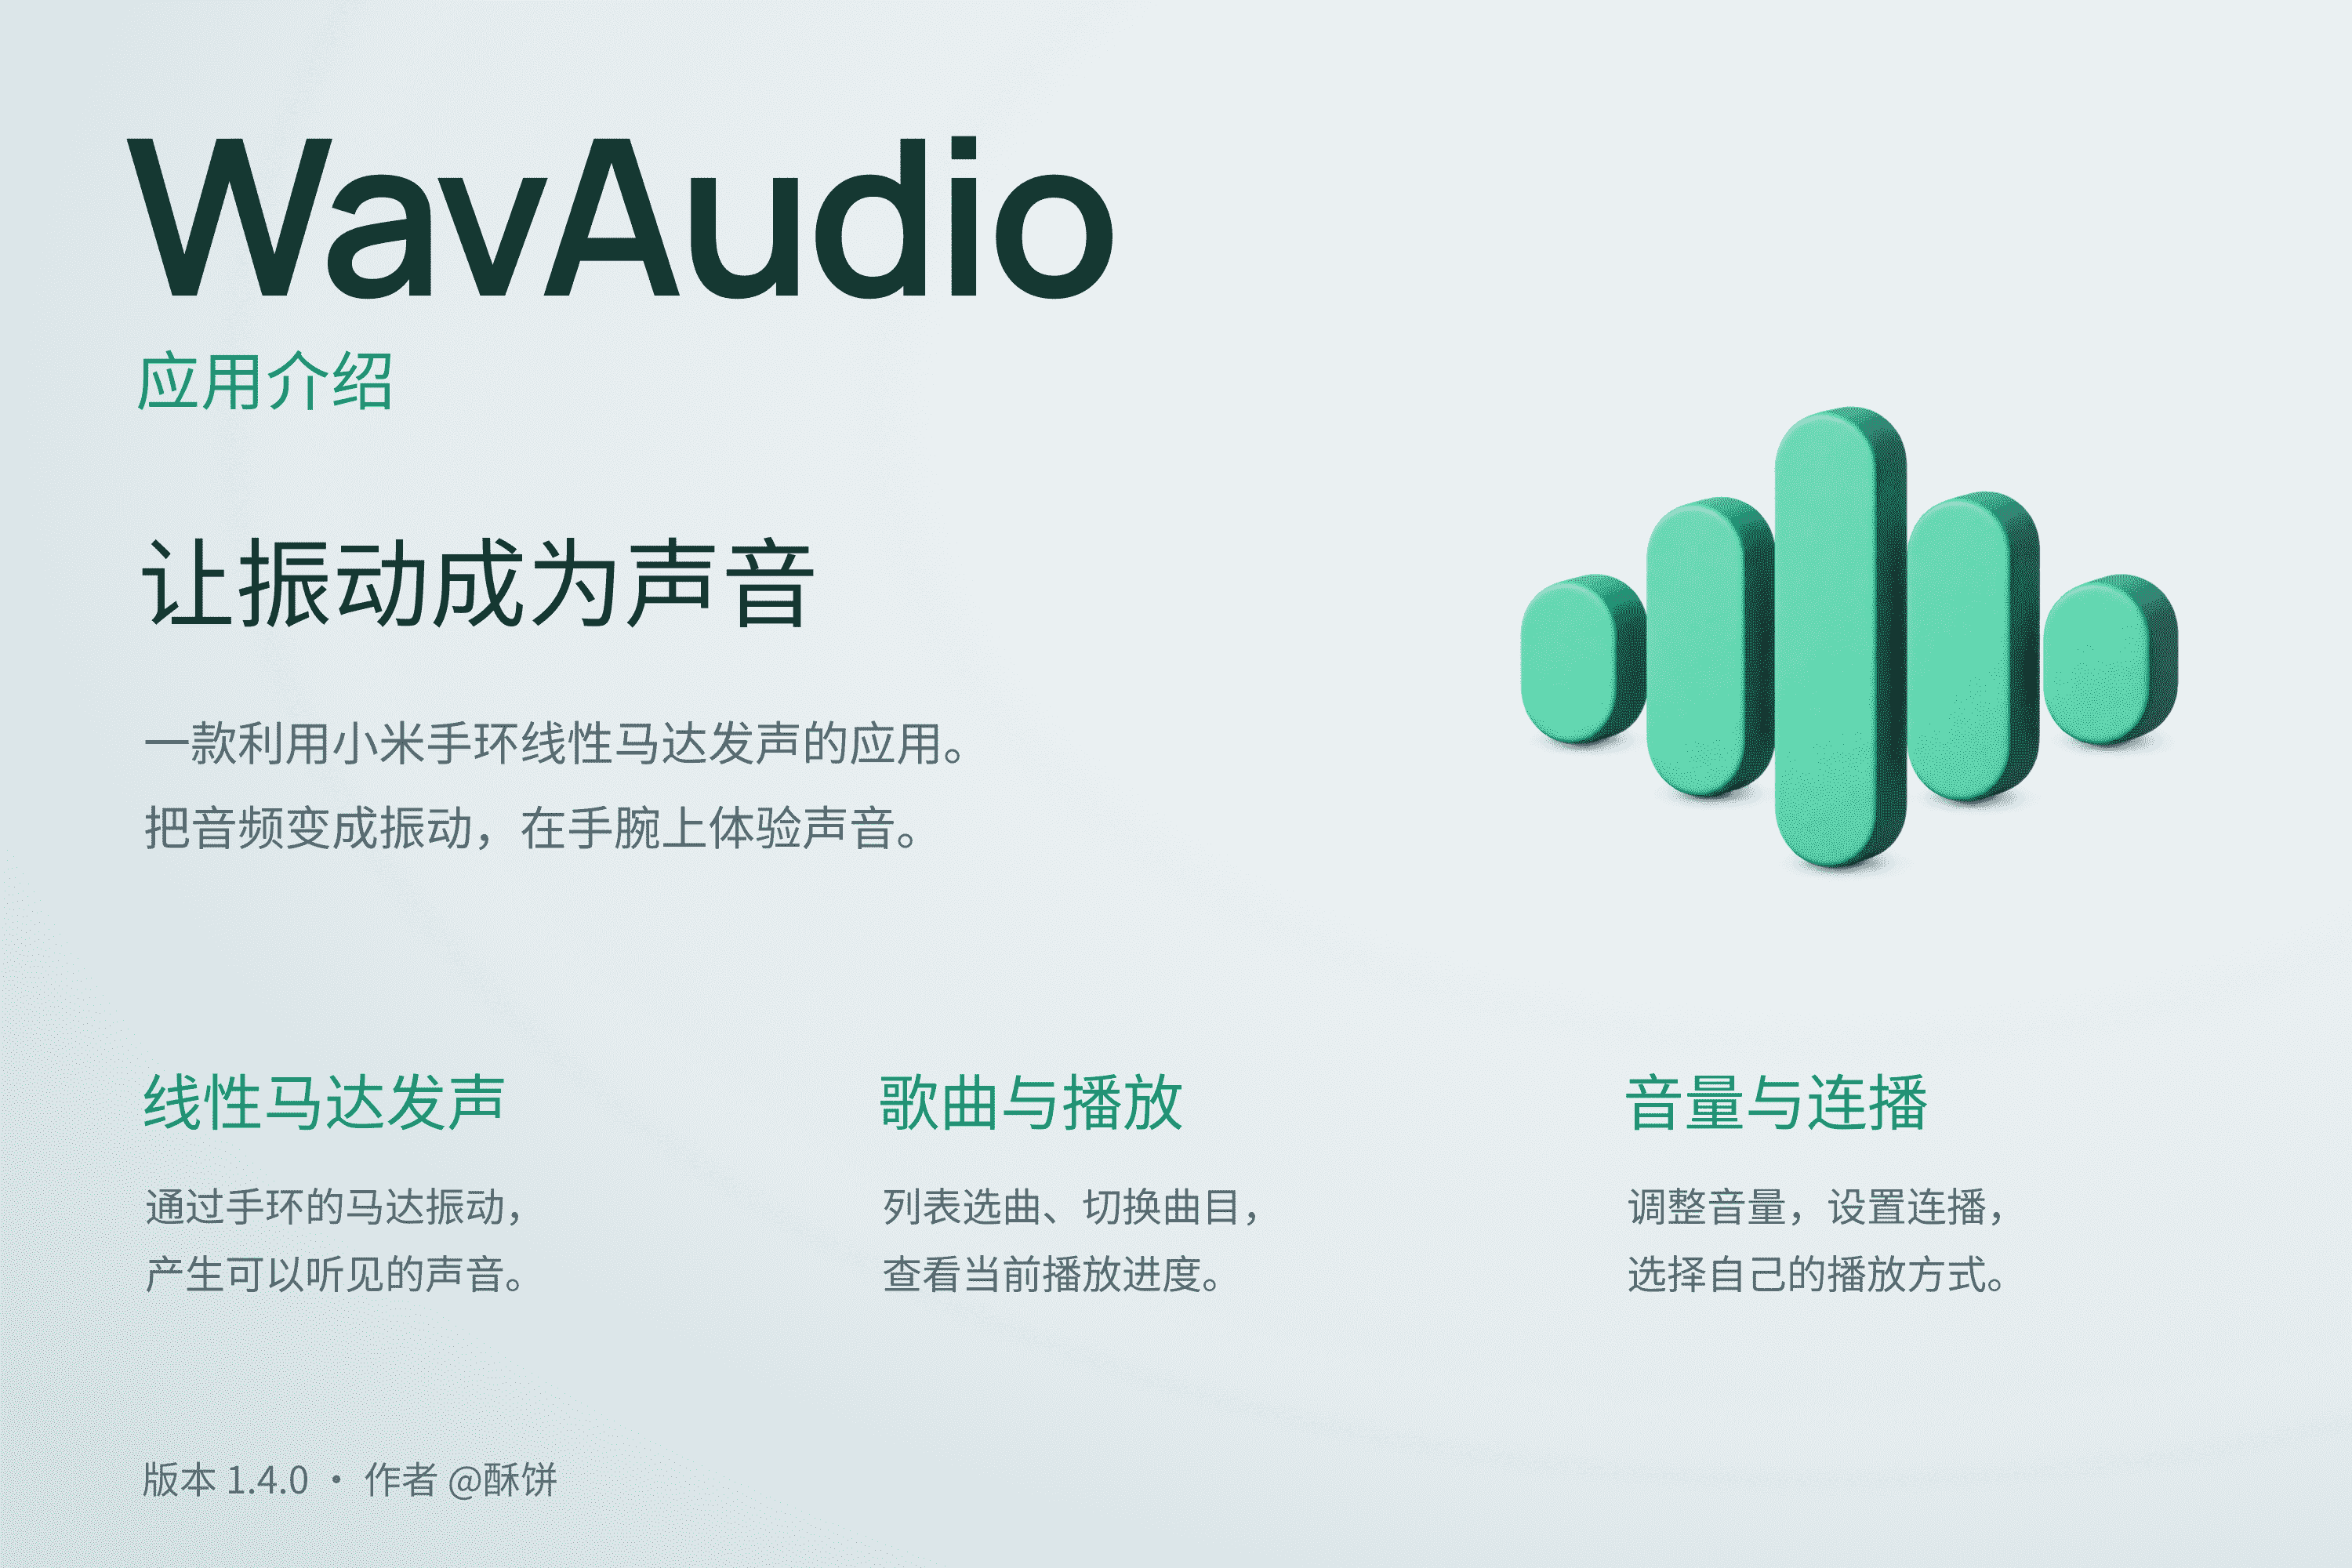 WavAudio
应用介绍
让振动成为声音
一款利用小米手环线性马达发声的应用。
把音频变成振动，在手腕上体验声音。
线性马达发声
通过手环的马达振动，
产生可以听见的声音。
歌曲与播放
列表选曲、切换曲目，
查看当前播放进度。
音量与连播
调整音量，设置连播，
选择自己的播放方式。
版本 1.4.0 · 作者 @酥饼